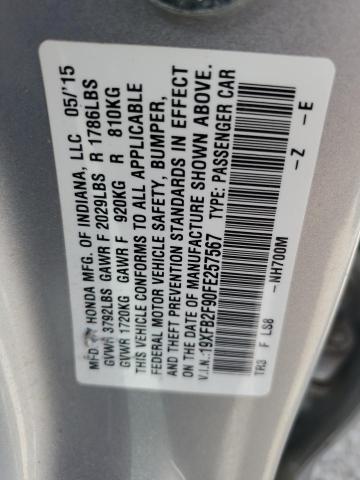 MFD BY HONDA MFG. OF INDIANA, LLC 05/'15
GVWR 3792LBS GAWR F 2029LBS R 1786LBS
GVWR 1720KG GAWR F 920KG R 810KG
THIS VEHICLE CONFORMS TO ALL APPLICABLE
FEDERAL MOTOR VEHICLE SAFETY, BUMPER,
AND THEFT PREVENTION STANDARDS IN EFFECT
ON THE DATE OF MANUFACTURE SHOWN ABOVE.
V.I.N.:19XFB2F90FE257567 TYPE: PASSENGER CAR
TR3 F LS8 -NH700M -Z -E